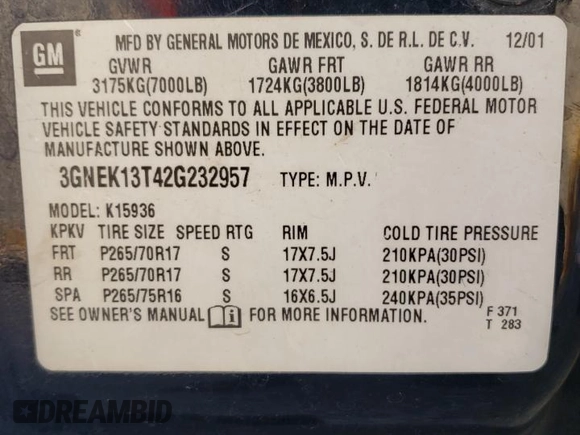 GM
MFD BY GENERAL MOTORS DE MEXICO, S. DE R.L. DE C.V. 12/01
GVWR GAWR FRT GAWR RR
3175KG(7000LB) 1724KG(3800LB) 1814KG(4000LB)
THIS VEHICLE CONFORMS TO ALL APPLICABLE U.S. FEDERAL MOTOR
VEHICLE SAFETY STANDARDS IN EFFECT ON THE DATE OF
MANUFACTURE SHOWN ABOVE.
3GNEK13T42G232957 TYPE: M.P.V.
MODEL: K15936
KPKV TIRE SIZE SPEED RTG RIM COLD TIRE PRESSURE
FRT P265/70R17 S 17X7.5J 210KPA(30PSI)
RR P265/70R17 S 17X7.5J 210KPA(30PSI)
SPA P265/75R16 S 16X6.5J 240KPA(35PSI)
SEE OWNER'S MANUAL i FOR MORE INFORMATION.
F 371
T 283
DREAMBID